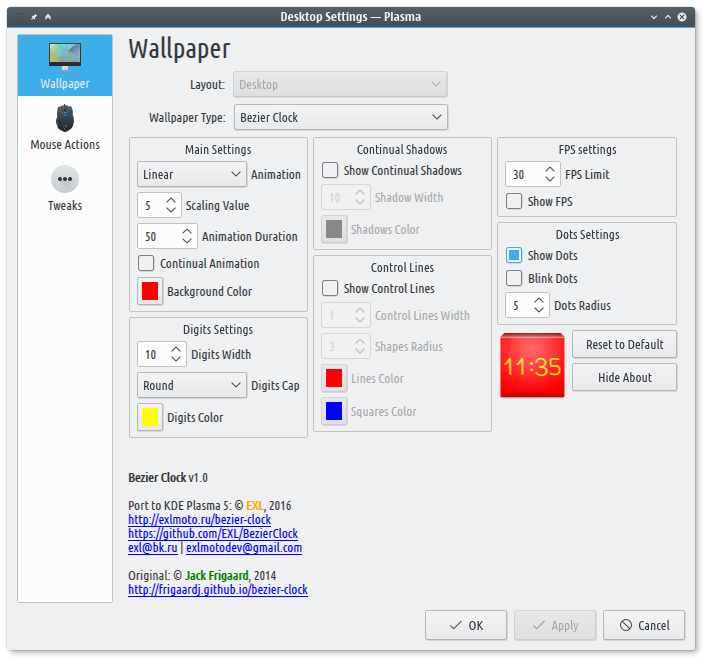 Desktop Settings — Plasma
Wallpaper
Mouse Actions
Tweaks
Wallpaper
Layout: Desktop
Wallpaper Type: Bezier Clock
Main Settings
Linear Animation
5 Scaling Value
50 Animation Duration
Continual Animation
Background Color
Digits Settings
10 Digits Width
Round Digits Cap
Digits Color
Continual Shadows
Show Continual Shadows
10 Shadow Width
Shadows Color
Control Lines
Show Control Lines
1 Control Lines Width
3 Shapes Radius
Lines Color
Squares Color
FPS settings
30 FPS Limit
Show FPS
Dots Settings
Show Dots
Blink Dots
5 Dots Radius
11:35
Reset to Default
Hide About
Bezier Clock v1.0
Port to KDE Plasma 5: © EXL, 2016
http://exlmoto.ru/bezier-clock
https://github.com/EXL/BezierClock
exl@bk.ru | exlmotodev@gmail.com
Original: © Jack Frigaard, 2014
http://frigaardj.github.io/bezier-clock
OK
Apply
Cancel